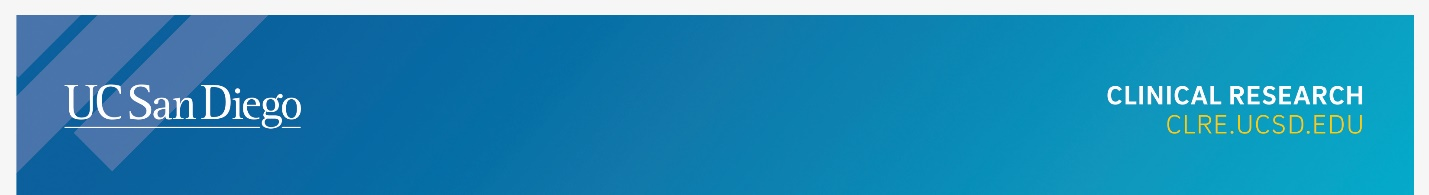 UC San Diego
CLINICAL RESEARCH
CLRE.UCSD.EDU